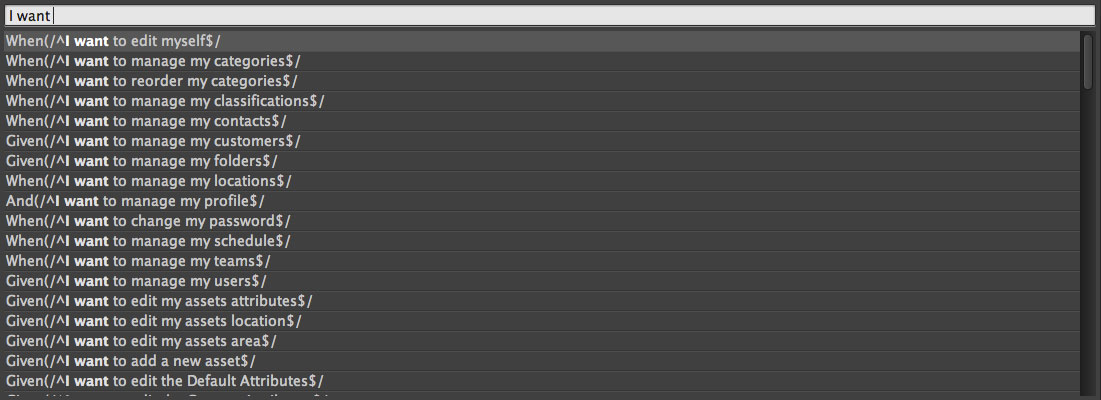 I want
When(/^I want to edit myself$/
When(/^I want to manage my categories$/
When(/^I want to reorder my categories$/
When(/^I want to manage my classifications$/
When(/^I want to manage my contacts$/
Given(/^I want to manage my customers$/
Given(/^I want to manage my folders$/
When(/^I want to manage my locations$/
And(/^I want to manage my profile$/
When(/^I want to change my password$/
When(/^I want to manage my schedule$/
When(/^I want to manage my teams$/
Given(/^I want to manage my users$/
Given(/^I want to edit my assets attributes$/
Given(/^I want to edit my assets location$/
Given(/^I want to edit my assets area$/
Given(/^I want to add a new asset$/
Given(/^I want to edit the Default Attributes$/